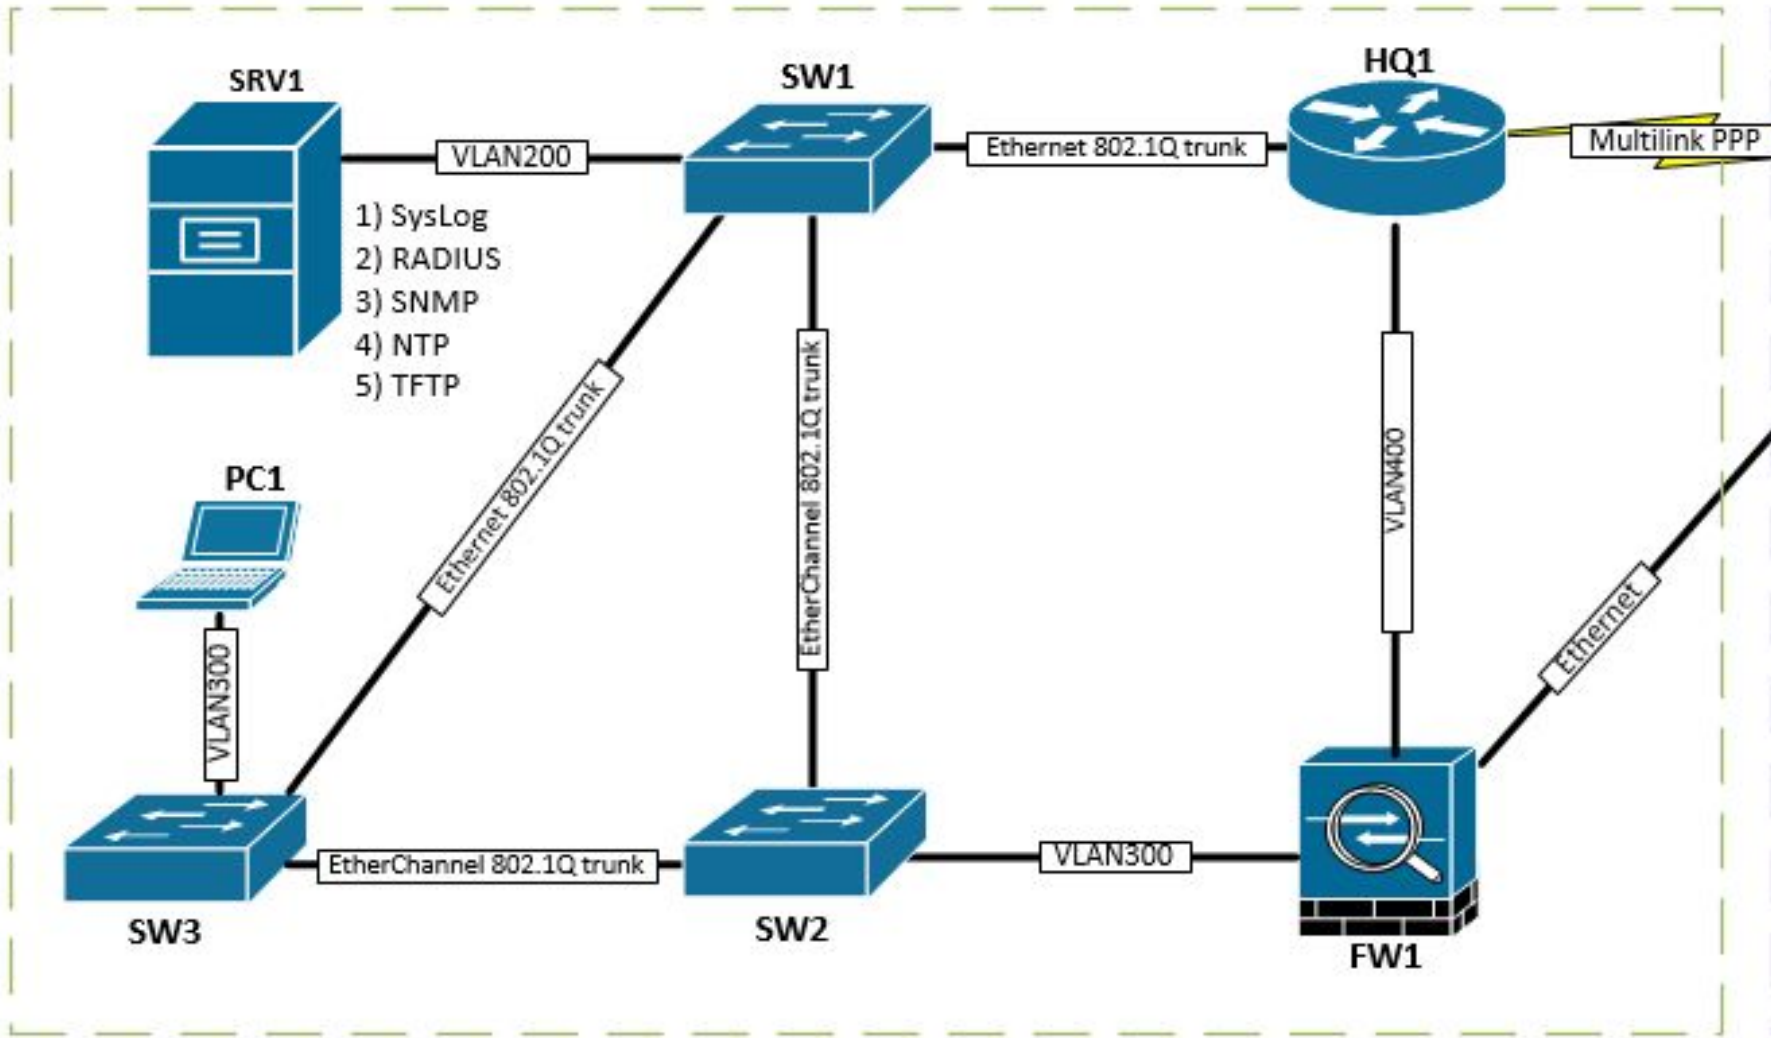 SRV1
SW1
HQ1
VLAN200
Ethernet 802.1Q trunk
Multilink PPP
1) SysLog
2) RADIUS
3) SNMP
4) NTP
5) TFTP
Ethernet 802.1Q trunk
EtherChannel 802.1Q trunk
VLAN400
PC1
VLAN300
Ethernet
EtherChannel 802.1Q trunk
VLAN300
SW3
SW2
FW1